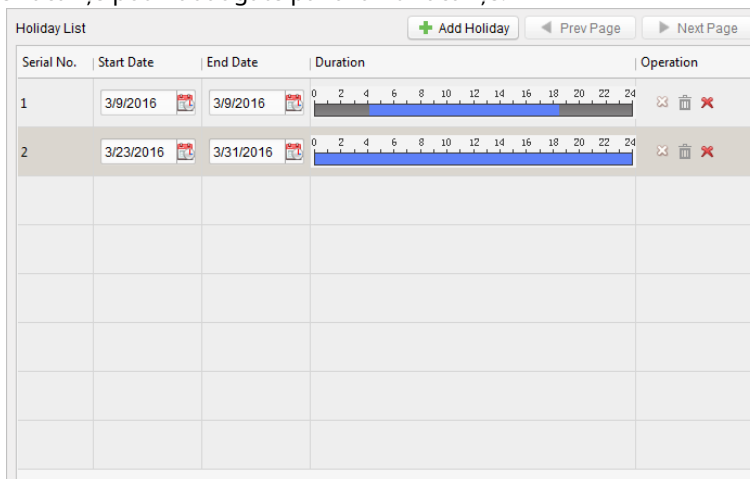 Holiday List Add Holiday Prev Page Next Page
Serial No. Start Date End Date Duration Operation
1 3/9/2016 3/9/2016 0 2 4 6 8 10 12 14 16 18 20 22 24
2 3/23/2016 3/31/2016 0 2 4 6 8 10 12 14 16 18 20 22 24